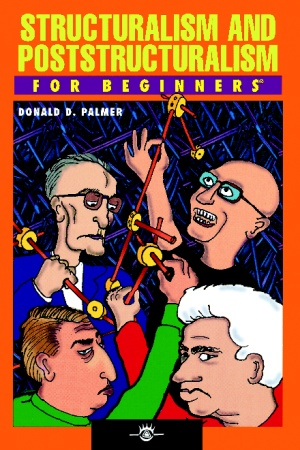 STRUCTURALISM AND
POSTSTRUCTURALISM
FOR BEGINNERS®
DONALD D. PALMER